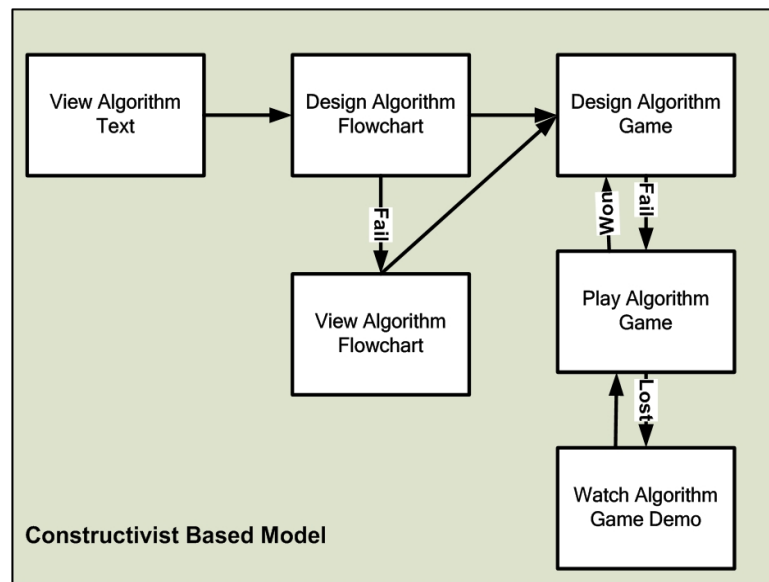 View Algorithm
Text
Design Algorithm
Flowchart
Design Algorithm
Game
Fail
Won
Fail
View Algorithm
Flowchart
Play Algorithm
Game
Lost
Watch Algorithm
Game Demo
Constructivist Based Model